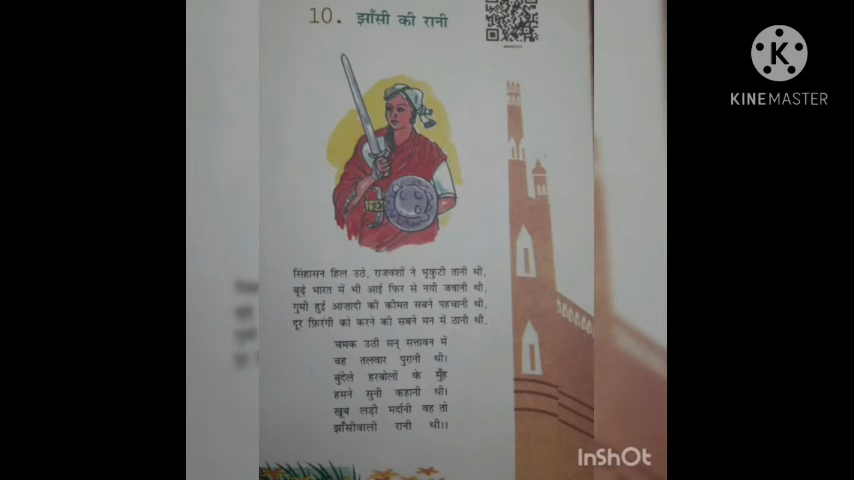 10. झाँसी की रानी
K
KINEMASTER
सिंहासन हिल उठे, राजवंशों ने भृकुटी तानी थी,
बूढ़े भारत में भी आई फिर से नयी जवानी थी,
गुमी हुई आज़ादी की कीमत सबने पहचानी थी,
दूर फ़िरंगी को करने की सबने मन में ठानी थी,
चमक उठी सन् सत्तावन में
वह तलवार पुरानी थी।
बुंदेले हरबोलों के मुँह
हमने सुनी कहानी थी।
खूब लड़ी मर्दानी वह तो
झाँसीवाली रानी थी।।
InShOt